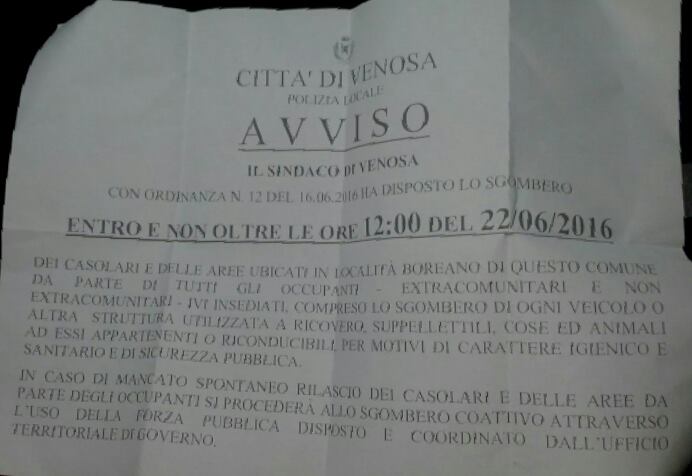 CITTA' DI VENOSA
POLIZIA LOCALE
AVVISO
IL SINDACO DI VENOSA
CON ORDINANZA N. 12 DEL 16.06.2016 HA DISPOSTO LO SGOMBERO
ENTRO E NON OLTRE LE ORE 12:00 DEL 22/06/2016
DEI CASOLARI E DELLE AREE UBICATI IN LOCALITÀ BOREANO DI QUESTO COMUNE
DA PARTE DI TUTTI GLI OCCUPANTI - EXTRACOMUNITARI E NON
EXTRACOMUNITARI - IVI INSEDIATI, COMPRESO LO SGOMBERO DI OGNI VEICOLO O
ALTRA STRUTTURA UTILIZZATA A RICOVERO, SUPPELLETTILI, COSE ED ANIMALI
AD ESSI APPARTENENTI O RICONDUCIBILI, PER MOTIVI DI CARATTERE IGIENICO E
SANITARIO E DI SICUREZZA PUBBLICA.
IN CASO DI MANCATO SPONTANEO RILASCIO DEI CASOLARI E DELLE AREE DA
PARTE DEGLI OCCUPANTI SI PROCEDERÀ ALLO SGOMBERO COATTIVO ATTRAVERSO
L'USO DELLA FORZA PUBBLICA DISPOSTO E COORDINATO DALL'UFFICIO
TERRITORIALE DI GOVERNO.